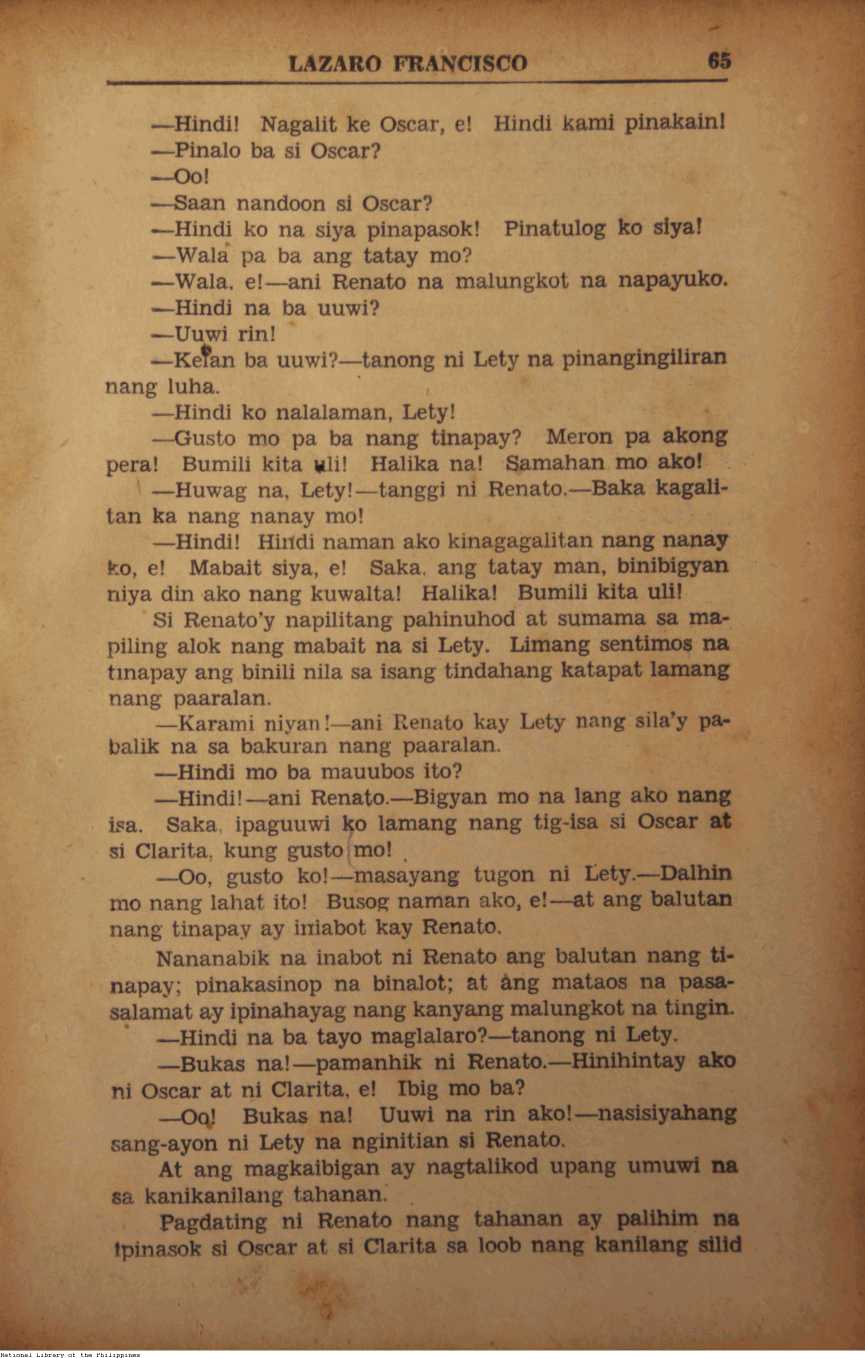 LAZARO FRANCISCO 65
—Hindi! Nagalit ke Oscar, e! Hindi kami pinakain!
—Pinalo ba si Oscar?
—Oo!
—Saan nandoon si Oscar?
—Hindi ko na siya pinapasok! Pinatulog ko siya!
—Wala pa ba ang tatay mo?
—Wala, e!—ani Renato na malungkot na napayuko.
—Hindi na ba uuwi?
—Uuwi rin!
—Kelan ba uuwi?—tanong ni Lety na pinangingiliran
nang luha.
—Hindi ko nalalaman, Lety!
—Gusto mo pa ba nang tinapay? Meron pa akong
pera! Bumili kita uli! Halika na! Samahan mo ako!
—Huwag na, Lety!—tanggi ni Renato.—Baka kagali-
tan ka nang nanay mo!
—Hindi! Hindi naman ako kinagagalitan nang nanay
ko, e! Mabait siya, e! Saka, ang tatay man, binibigyan
niya din ako nang kuwalta! Halika! Bumili kita uli!
Si Renato'y napilitang pahinuhod at sumama sa ma-
piling alok nang mabait na si Lety. Limang sentimos na
tinapay ang binili nila sa isang tindahang katapat lamang
nang paaralan.
—Karami niyan!—ani Renato kay Lety nang sila'y pa-
balik na sa bakuran nang paaralan.
—Hindi mo ba mauubos ito?
—Hindi!—ani Renato.—Bigyan mo na lang ako nang
isa. Saka, ipaguuwi ko lamang nang tig-isa si Oscar at
si Clarita, kung gusto mo!
—Oo, gusto ko!—masayang tugon ni Lety.—Dalhin
mo nang lahat ito! Busog naman ako, e!—at ang balutan
nang tinapay ay iniabot kay Renato.
Nananabik na inabot ni Renato ang balutan nang ti-
napay; pinakasinop na binalot; at ang mataos na pasa-
salamat ay ipinahayag nang kanyang malungkot na tingin.
—Hindi na ba tayo maglalaro?—tanong ni Lety.
—Bukas na!—pamanhik ni Renato.—Hinihintay ako
ni Oscar at ni Clarita, e! Ibig mo ba?
—Oo! Bukas na! Uuwi na rin ako!—nasisiyahang
sang-ayon ni Lety na nginitian si Renato.
At ang magkaibigan ay nagtalikod upang umuwi na
sa kanikanilang tahanan.
Pagdating ni Renato nang tahanan ay palihim na
ipinasok si Oscar at si Clarita sa loob nang kanilang silid
National Library of the Philippines